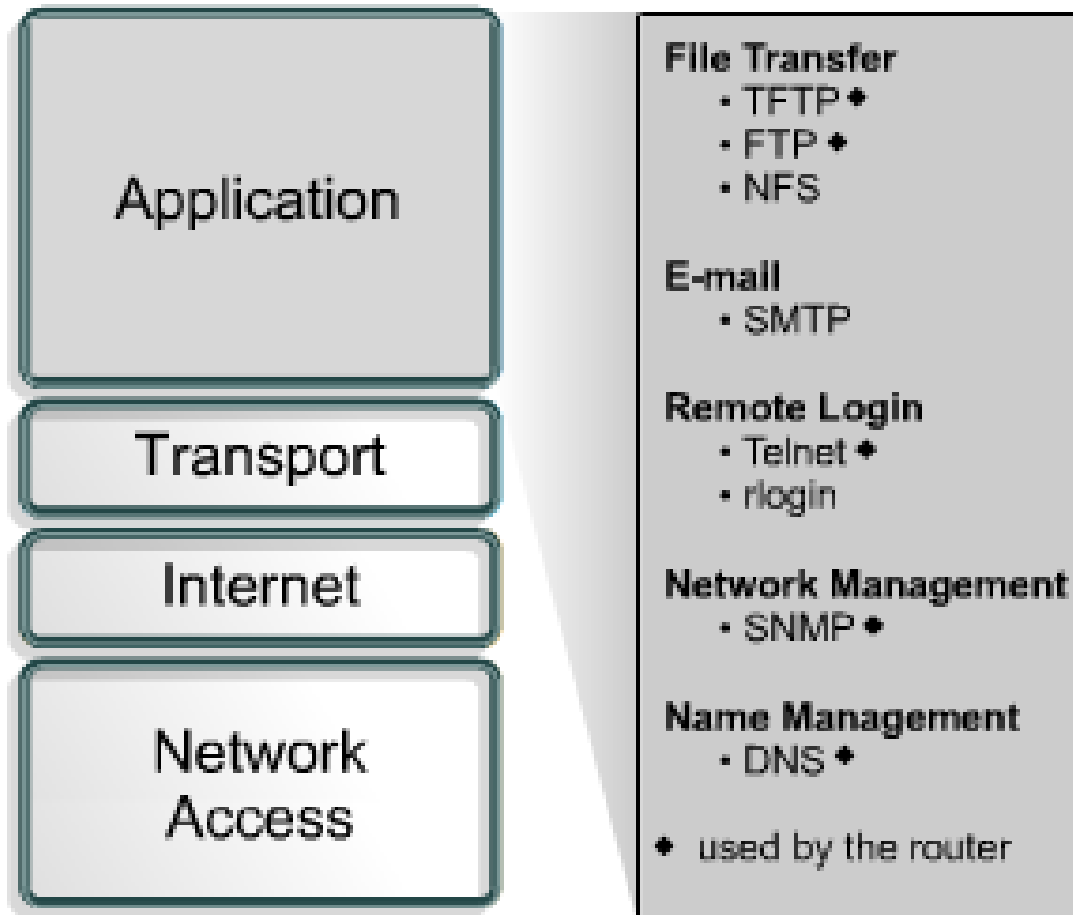 Application
Transport
Internet
Network
Access
File Transfer
• TFTP ◆
• FTP ◆
• NFS
E-mail
• SMTP
Remote Login
• Telnet ◆
• rlogin
Network Management
• SNMP ◆
Name Management
• DNS ◆
◆ used by the router